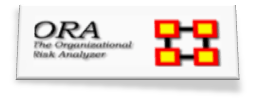 ORA
The Organizational
Risk Analyzer